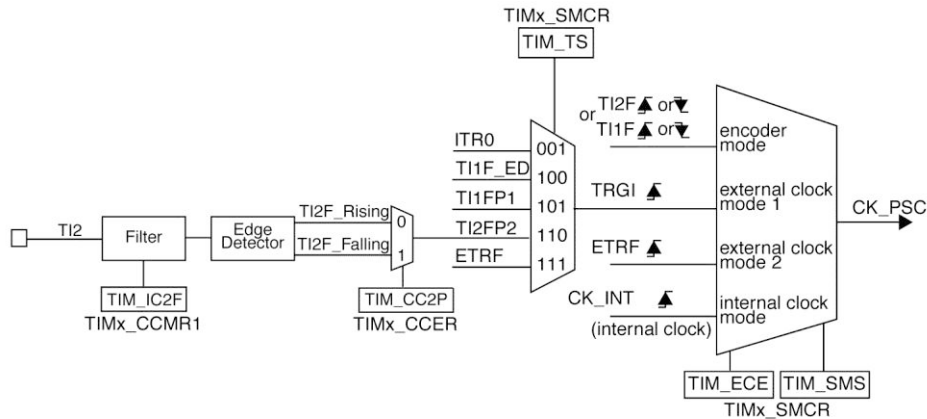 TIMx_SMCR
TIM_TS
or TI2F or
TI1F or
encoder mode
ITR0
001
TI1F_ED
100
TI1FP1
101
TI2FP2
110
ETRF
111
TRGI
external clock mode 1
CK_PSC
TI2
Filter
Edge Detector
TI2F_Rising
0
TI2F_Falling
1
ETRF
external clock mode 2
TIM_IC2F
TIMx_CCMR1
TIM_CC2P
TIMx_CCER
CK_INT
(internal clock)
internal clock mode
TIM_ECE
TIM_SMS
TIMx_SMCR